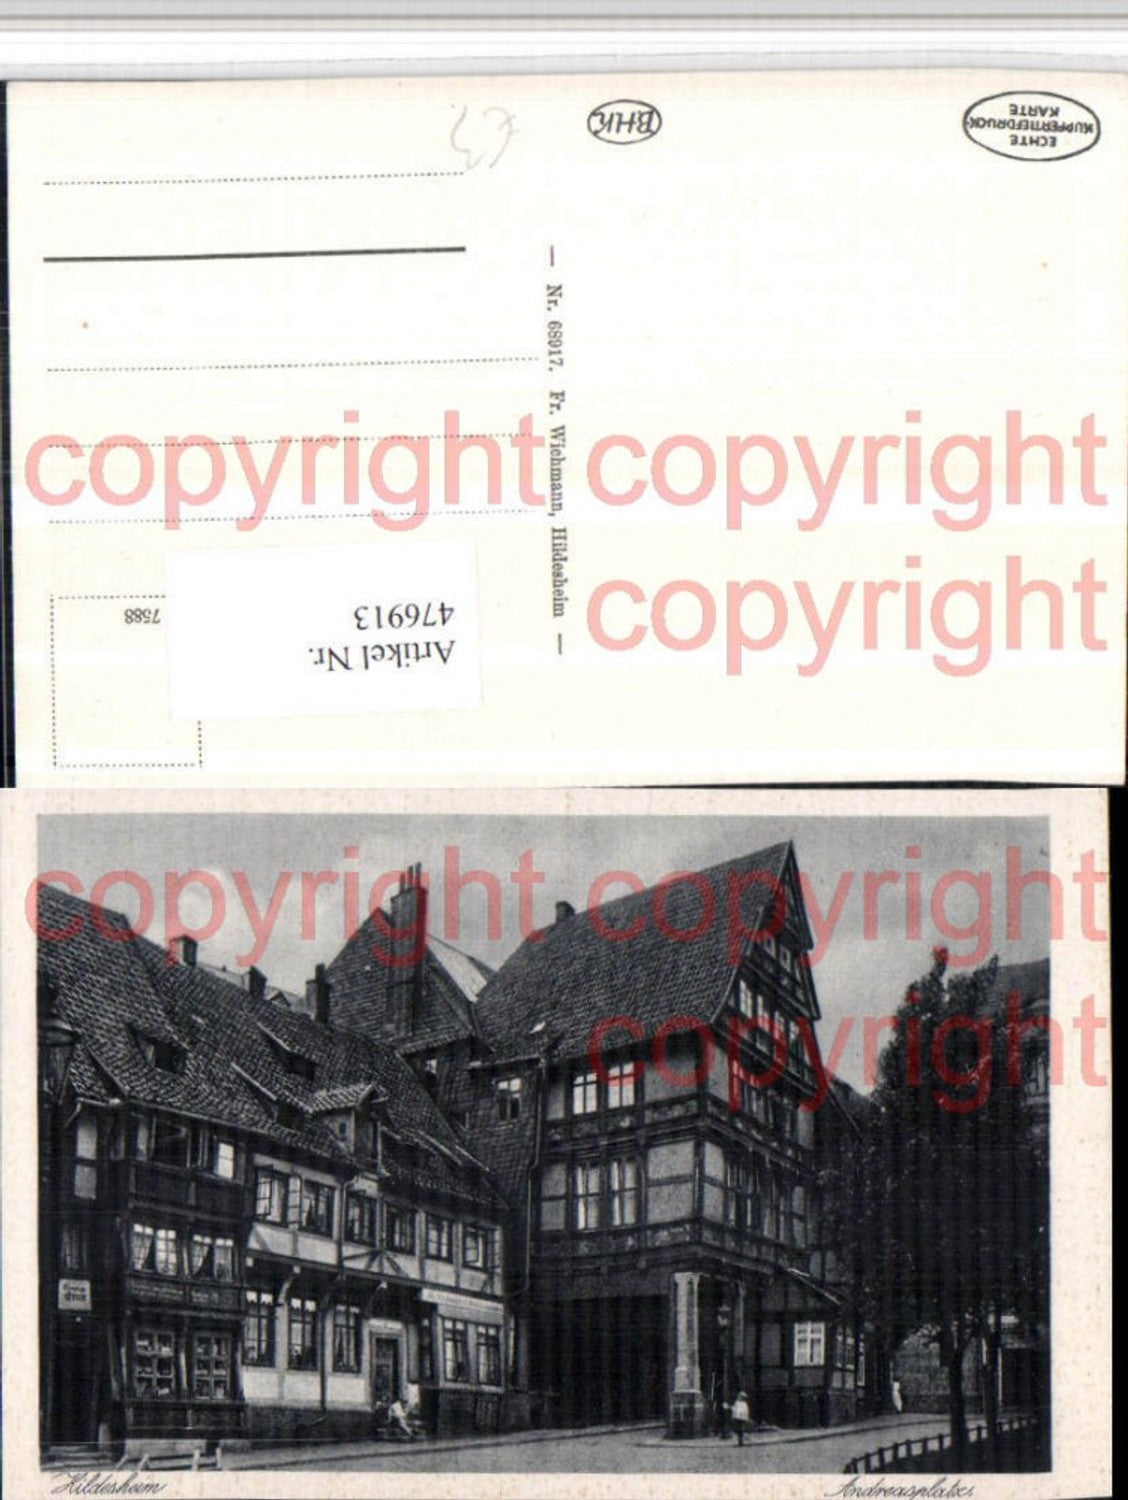 ECHTE
KUPFERTIEFDRUCK-
KARTE
BHK
€3
— Nr. 68917. Fr. Wichmann, Hildesheim —
Artikel Nr.
476913
7588
copyright copyright
copyright
copyright copyright
copyright
Hildesheim
Andreasplatz.